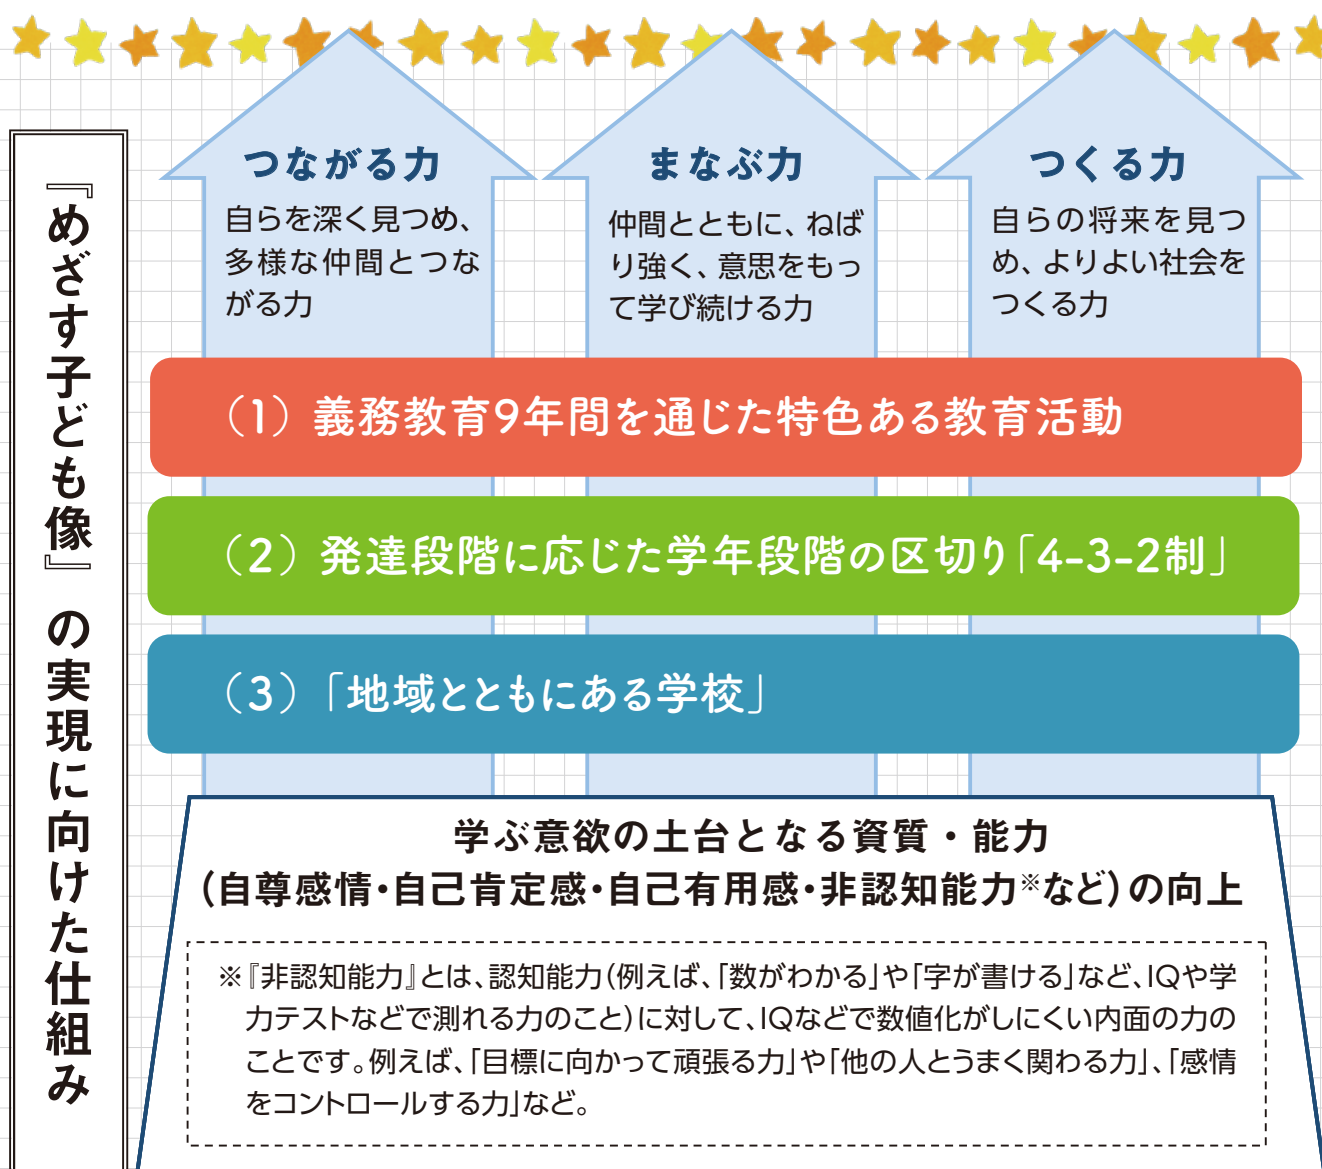 『めざす子ども像』の実現に向けた仕組み
つながる力
自らを深く見つめ、
多様な仲間とつな
がる力
まなぶ力
仲間とともに、ねば
り強く、意思をもっ
て学び続ける力
つくる力
自らの将来を見つ
め、よりよい社会を
つくる力
（1）義務教育9年間を通じた特色ある教育活動
（2）発達段階に応じた学年段階の区切り「4-3-2制」
（3）「地域とともにある学校」
学ぶ意欲の土台となる資質・能力
（自尊感情・自己肯定感・自己有用感・非認知能力※など）の向上
※『非認知能力』とは、認知能力（例えば、「数がわかる」や「字が書ける」など、IQや学
力テストなどで測れる力のこと）に対して、IQなどで数値化がしにくい内面の力の
ことです。例えば、「目標に向かって頑張る力」や「他の人とうまく関わる力」、「感情
をコントロールする力」など。